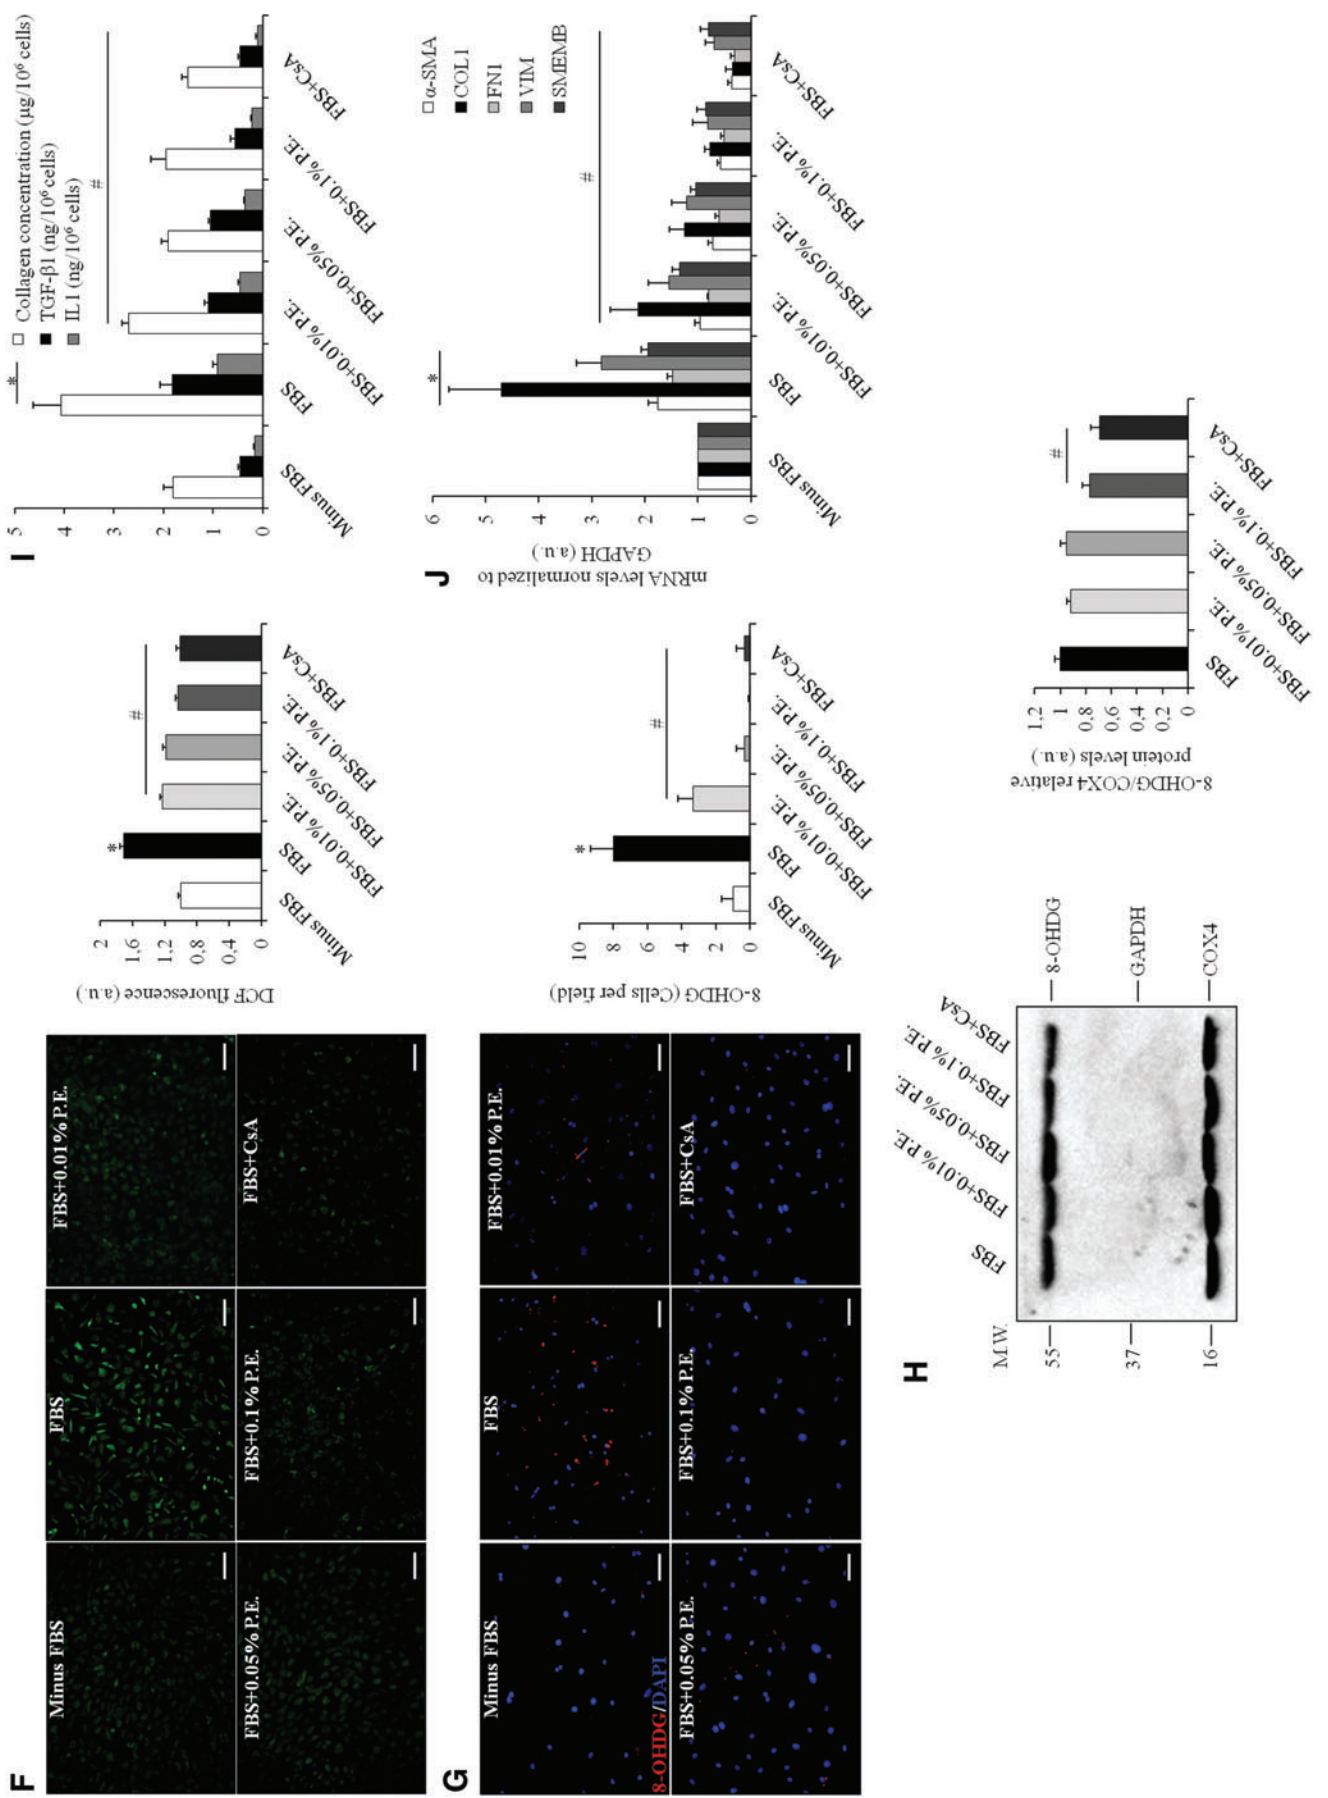 F
Minus FBS
FBS
FBS+0.01% P.E.
FBS+0.05% P.E.
FBS+0.1% P.E.
FBS+CsA
DCF fluorescence (a.u.)
2
1,6
1,2
0,8
0,4
0
Minus FBS
FBS
FBS+0.01% P.E.
FBS+0.05% P.E.
FBS+0.1% P.E.
FBS+CsA
*
#
G
Minus FBS
FBS
FBS+0.01% P.E.
8-OHDG/DAPI
FBS+0.05% P.E.
FBS+0.1% P.E.
FBS+CsA
8-OHDG (Cells per field)
10
8
6
4
2
0
Minus FBS
FBS
FBS+0.01% P.E.
FBS+0.05% P.E.
FBS+0.1% P.E.
FBS+CsA
*
#
H
M.W.
FBS
FBS+0.01% P.E.
FBS+0.05% P.E.
FBS+0.1% P.E.
FBS+CsA
55
8-OHDG
37
GAPDH
16
COX4
8-OHDG/COX4 relative
protein levels (a.u.)
1,2
1
0,8
0,6
0,4
0,2
0
FBS
FBS+0.01% P.E.
FBS+0.05% P.E.
FBS+0.1% P.E.
FBS+CsA
#
I
Collagen concentration (µg/10⁶ cells)
TGF-β1 (ng/10⁶ cells)
IL1 (ng/10⁶ cells)
5
4
3
2
1
0
Minus FBS
FBS
FBS+0.01% P.E.
FBS+0.05% P.E.
FBS+0.1% P.E.
FBS+CsA
*
#
J
mRNA levels normalized to
GAPDH (a.u.)
6
5
4
3
2
1
0
Minus FBS
FBS
FBS+0.01% P.E.
FBS+0.05% P.E.
FBS+0.1% P.E.
FBS+CsA
*
#
α-SMA
COL1
FN1
VIM
SMEMB